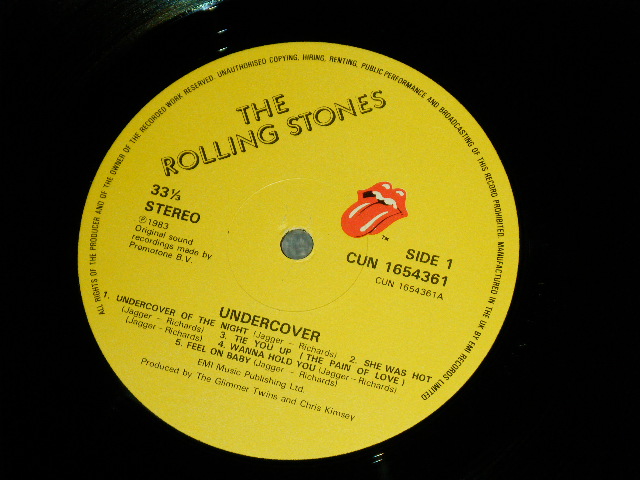 ALL RIGHTS OF THE PRODUCER AND OF THE OWNER OF THE RECORDED WORK RESERVED. UNAUTHORISED COPYING, HIRING, RENTING, PUBLIC PERFORMANCE AND BROADCASTING OF THIS RECORD PROHIBITED. MANUFACTURED IN THE UK BY EMI RECORDS LIMITED
THE
ROLLING STONES
33⅓
STEREO
℗1983
Original sound
recordings made by
Promotone B.V.
TM
SIDE 1
CUN 1654361
CUN 1654361A
UNDERCOVER
1. UNDERCOVER OF THE NIGHT (Jagger - Richards) 2. SHE WAS HOT
(Jagger - Richards) 3. TIE YOU UP (THE PAIN OF LOVE)
(Jagger - Richards) 4. WANNA HOLD YOU (Jagger - Richards)
5. FEEL ON BABY (Jagger - Richards)
EMI Music Publishing Ltd.
Produced by The Glimmer Twins and Chris Kimsey